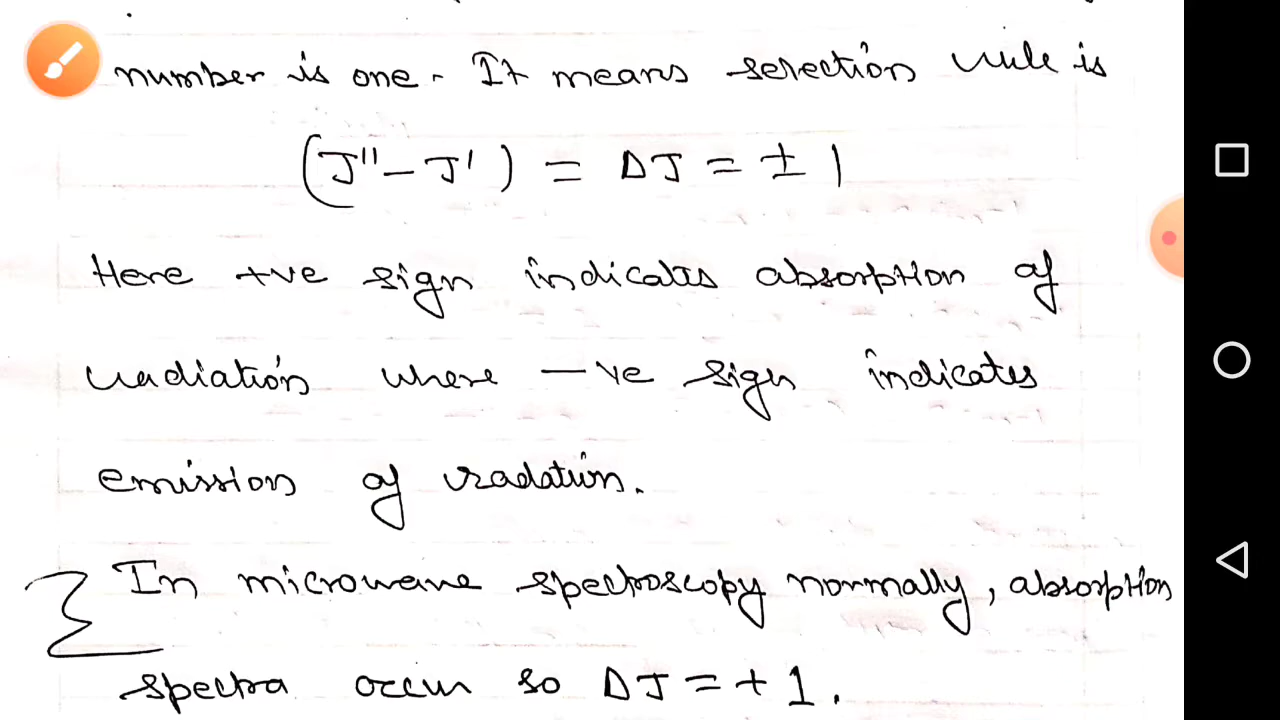 number is one. It means selection rule is
(J" - J') = ΔJ = ± 1
Here +ve sign indicates absorption of
radiation where -ve sign indicates
emission of radation.
In microwave spectroscopy normally, absorption
spectra occur so ΔJ = + 1.